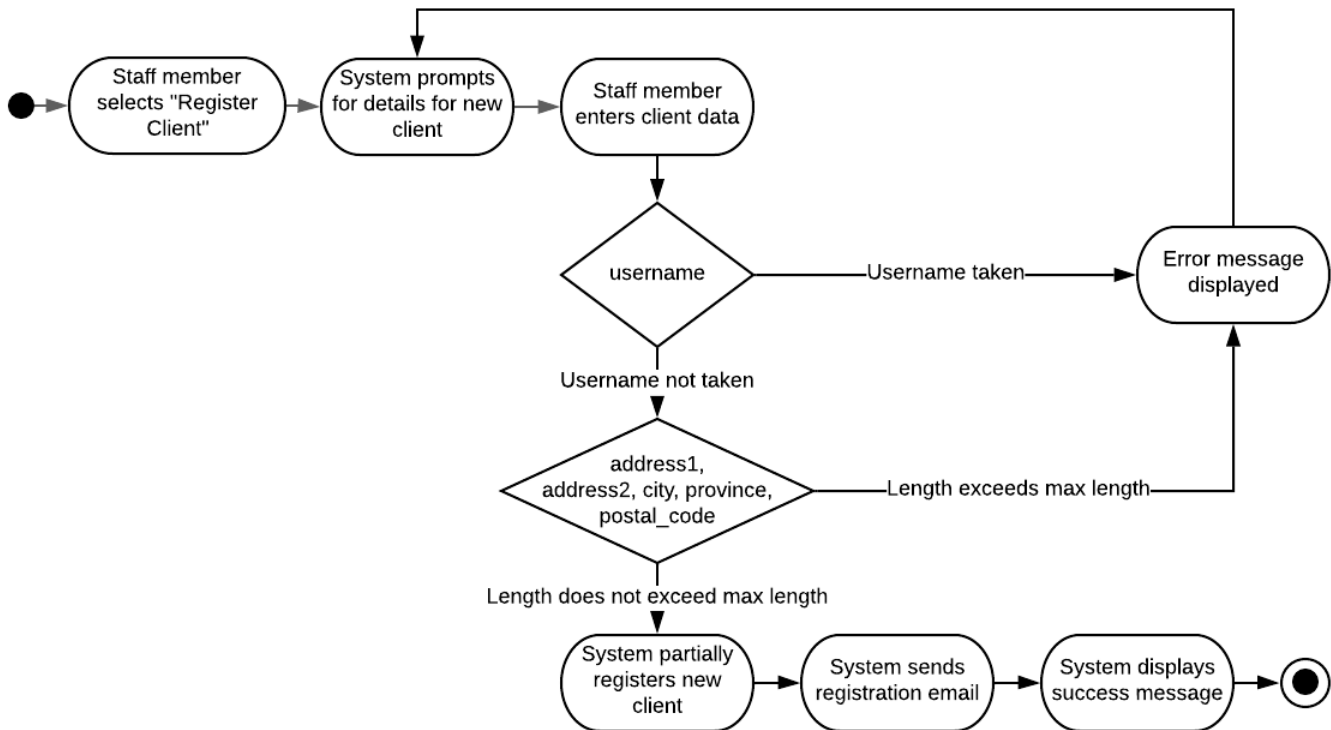 Staff member
selects "Register
Client"
System prompts
for details for new
client
Staff member
enters client data
username
Username taken
Error message
displayed
Username not taken
address1,
address2, city, province,
postal_code
Length exceeds max length
Length does not exceed max length
System partially
registers new
client
System sends
registration email
System displays
success message